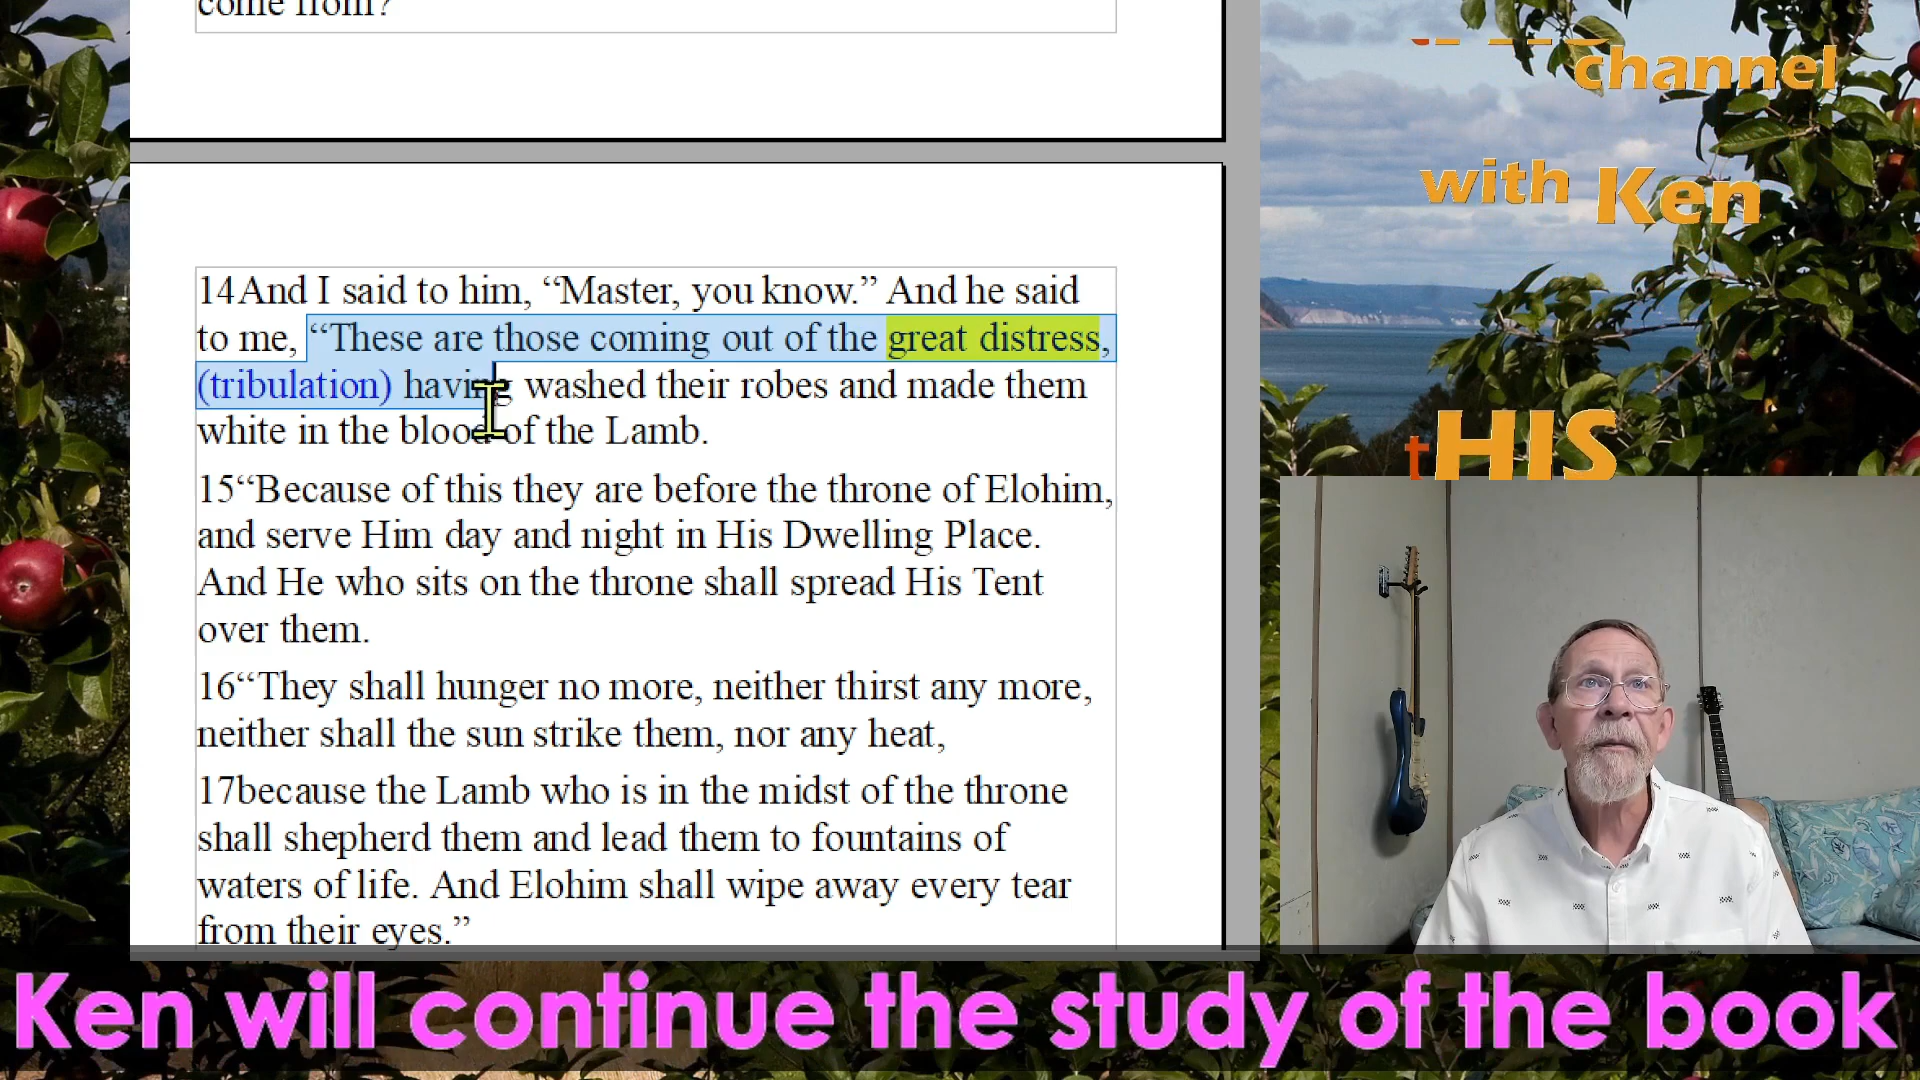 come from?
14And I said to him, “Master, you know.” And he said
to me, “These are those coming out of the great distress,
(tribulation) having washed their robes and made them
white in the blood of the Lamb.
15“Because of this they are before the throne of Elohim,
and serve Him day and night in His Dwelling Place.
And He who sits on the throne shall spread His Tent
over them.
16“They shall hunger no more, neither thirst any more,
neither shall the sun strike them, nor any heat,
17because the Lamb who is in the midst of the throne
shall shepherd them and lead them to fountains of
waters of life. And Elohim shall wipe away every tear
from their eyes.”
channel
with Ken
tHIS
Ken will continue the study of the book